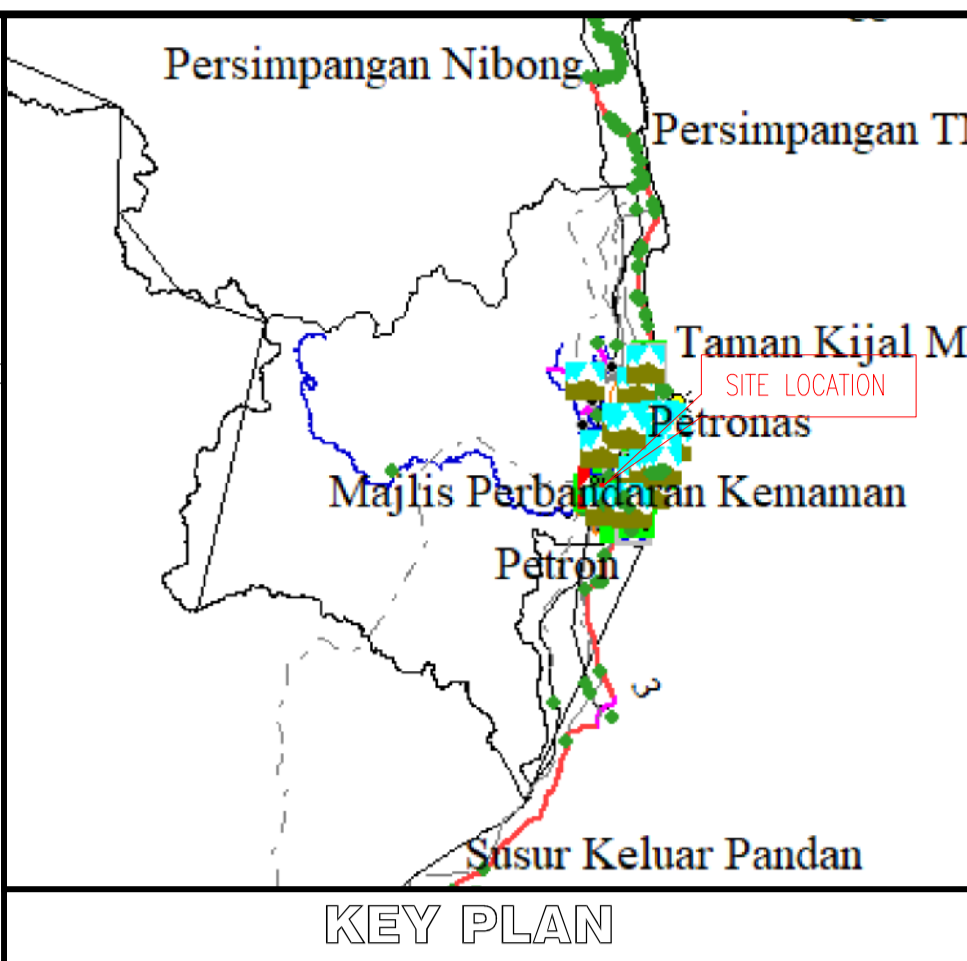 Persimpangan Nibong
Persimpangan
Taman Kijal M
SITE LOCATION
Petronas
Majlis Perbandaran Kemaman
Petron
3
Susur Keluar Pandan
KEY PLAN